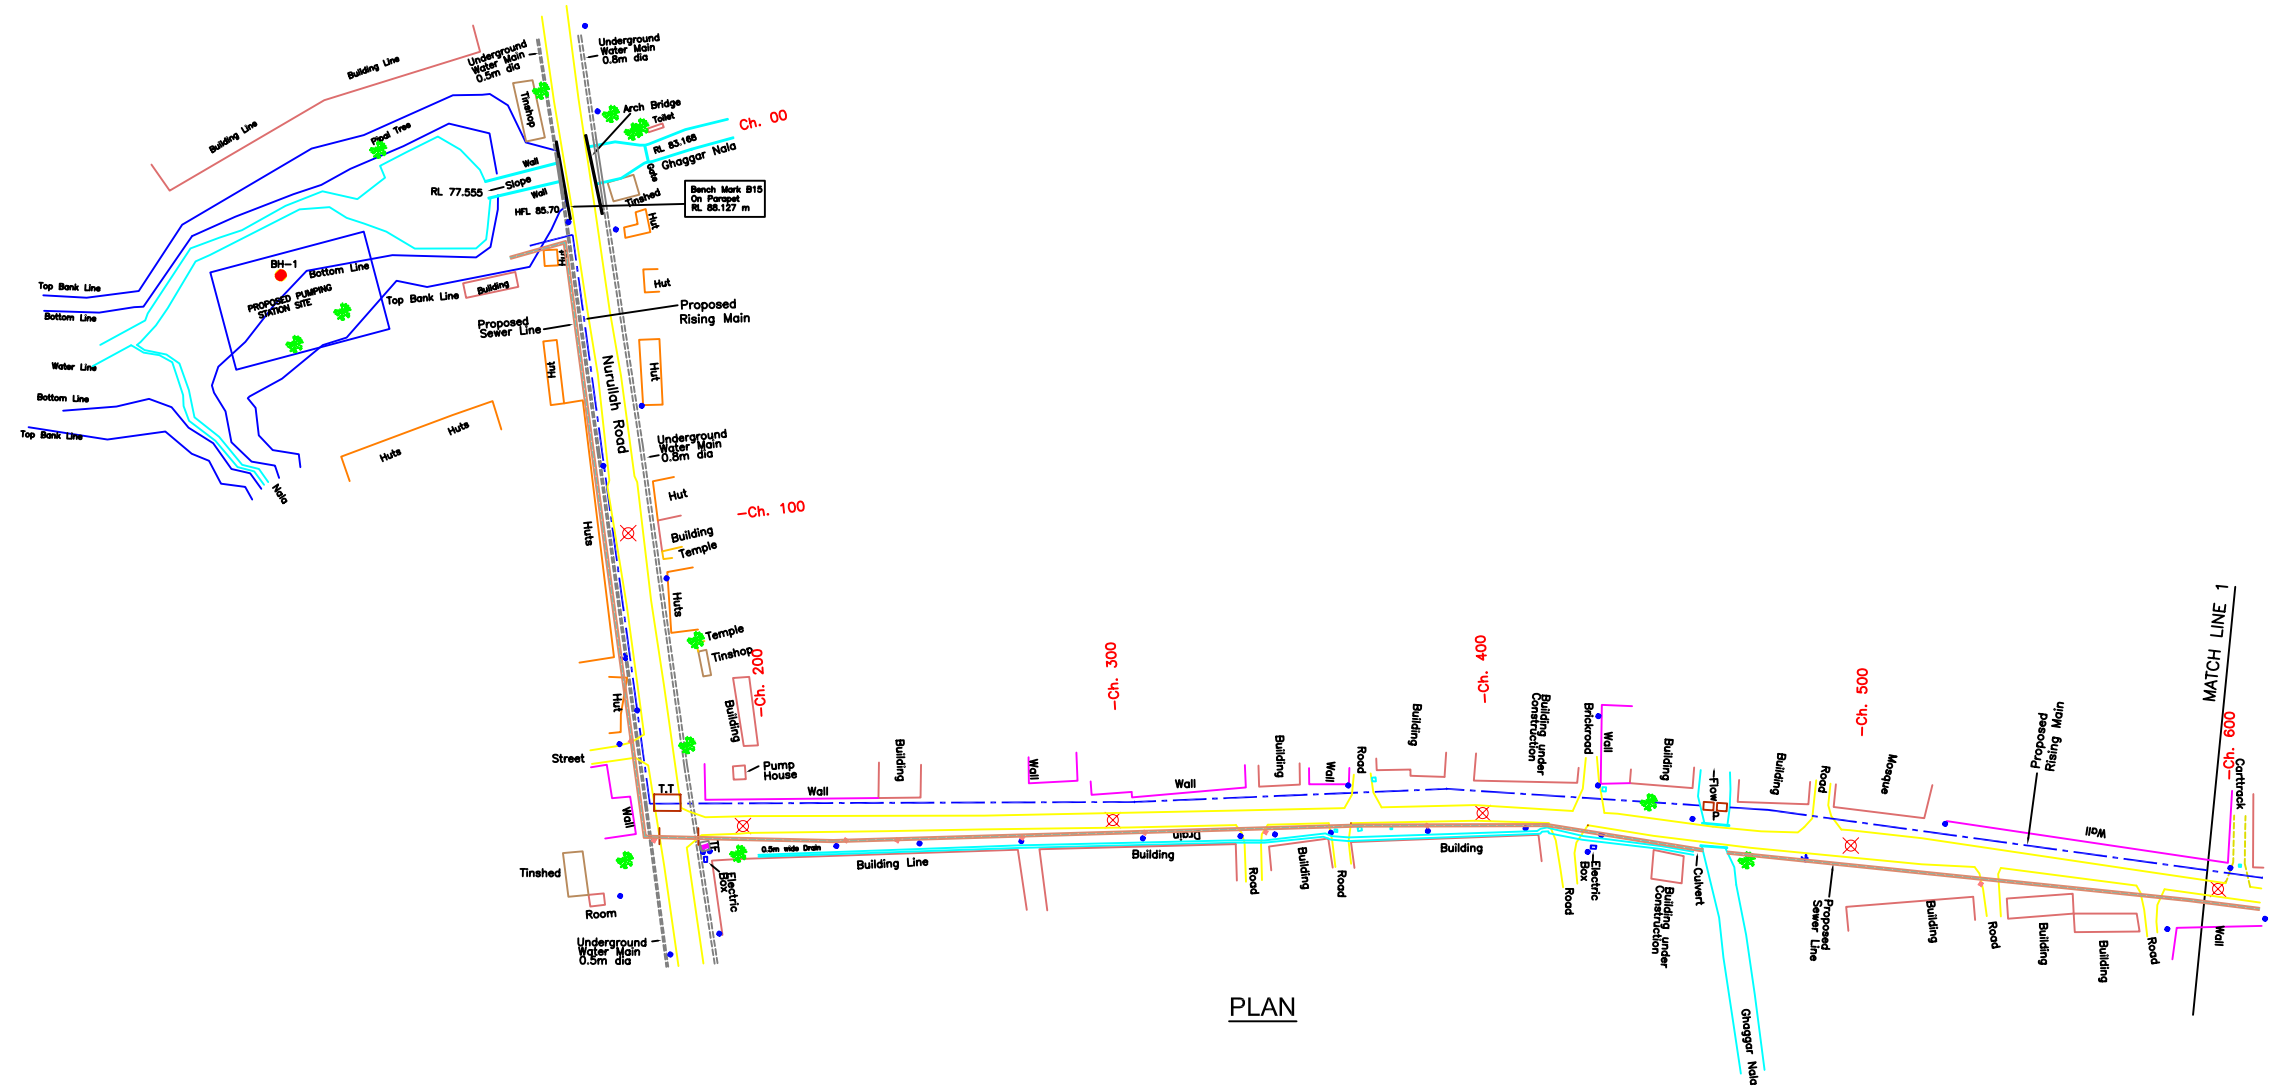 Underground
Water Main
0.5m dia
Underground
Water Main
0.8m dia
Building Line
Building Line
Tinshop
Pipal Tree
Arch Bridge
Toilet
Ch. 00
RL 83.168
Ghaggar Nala
Gate
Wall
Slope
Wall
RL 77.555
HFL 85.70
Tinshed
Bench Mark B15
On Parapet
RL 88.127 m
Hut
Hut
Hut
BH-1
Bottom Line
PROPOSED PUMPING
STATION SITE
Top Bank Line
Building
Top Bank Line
Bottom Line
Water Line
Bottom Line
Top Bank Line
Nala
Proposed
Sewer Line
Proposed
Rising Main
Hut
Hut
Nurullah Road
Huts
Huts
Underground
Water Main
0.8m dia
Hut
-Ch. 100
Building
Temple
Huts
Huts
Temple
Tinshop
-Ch. 200
Hut
Building
Street
Pump
House
T.T
Wall
Wall
Building
Tinshed
Room
TF
Electric
Box
0.5m wide Drain
Building Line
Underground
Water Main
0.5m dia
-Ch. 300
Wall
Wall
Building
Wall
Road
Drain
Building
Road
Building
Road
-Ch. 400
Building
Building under
Construction
Brickroad
Wall
Building
Building
Road
Electric
Box
Building under
Construction
Flow
P
Culvert
Ghaggar Nala
Building
Road
-Ch. 500
Mosque
Proposed
Sewer Line
Proposed
Rising Main
Building
Road
Building
Building
Road
Wall
MATCH LINE 1
-Ch. 600
Carttrack
Wall
PLAN